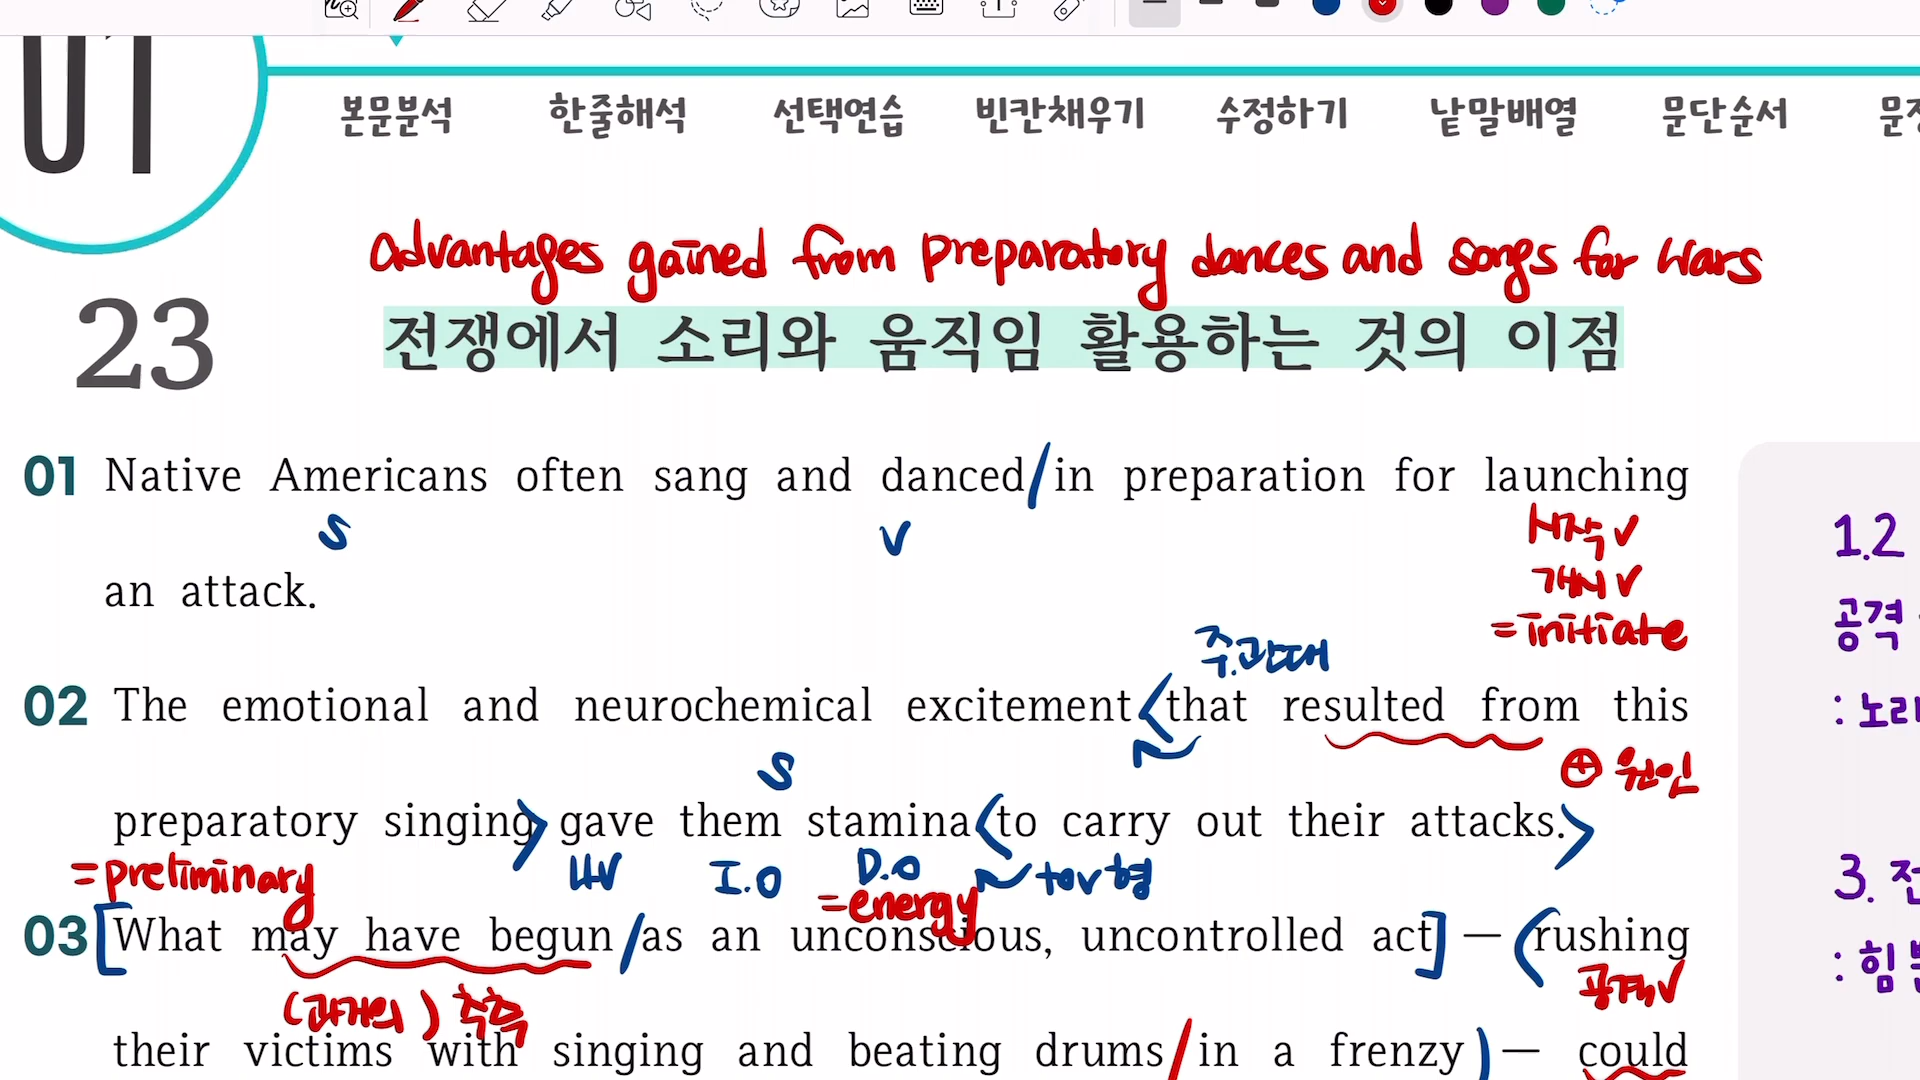 01
본문분석 한줄해석 선택연습 빈칸채우기 수정하기 낱말배열 문단순서
advantages gained from preparatory dances and songs for wars
23 전쟁에서 소리와 움직임 활용하는 것의 이점
01 Native Americans often sang and danced / in preparation for launching
S V 시작 v
개시 v
an attack.
= initiate
주.관.대
02 The emotional and neurochemical excitement < that resulted from this
S ⊕ 원인
preparatory singing > gave them stamina < to carry out their attacks. >
= preliminary 4V I.O D.O toV 형
= energy
03 [ What may have begun / as an unconscious, uncontrolled act ] — ( rushing
(과거의) 추측 공격 v
their victims with singing and beating drums / in a frenzy ) — could
1.2
공격
: 노래
3. 전
: 힘